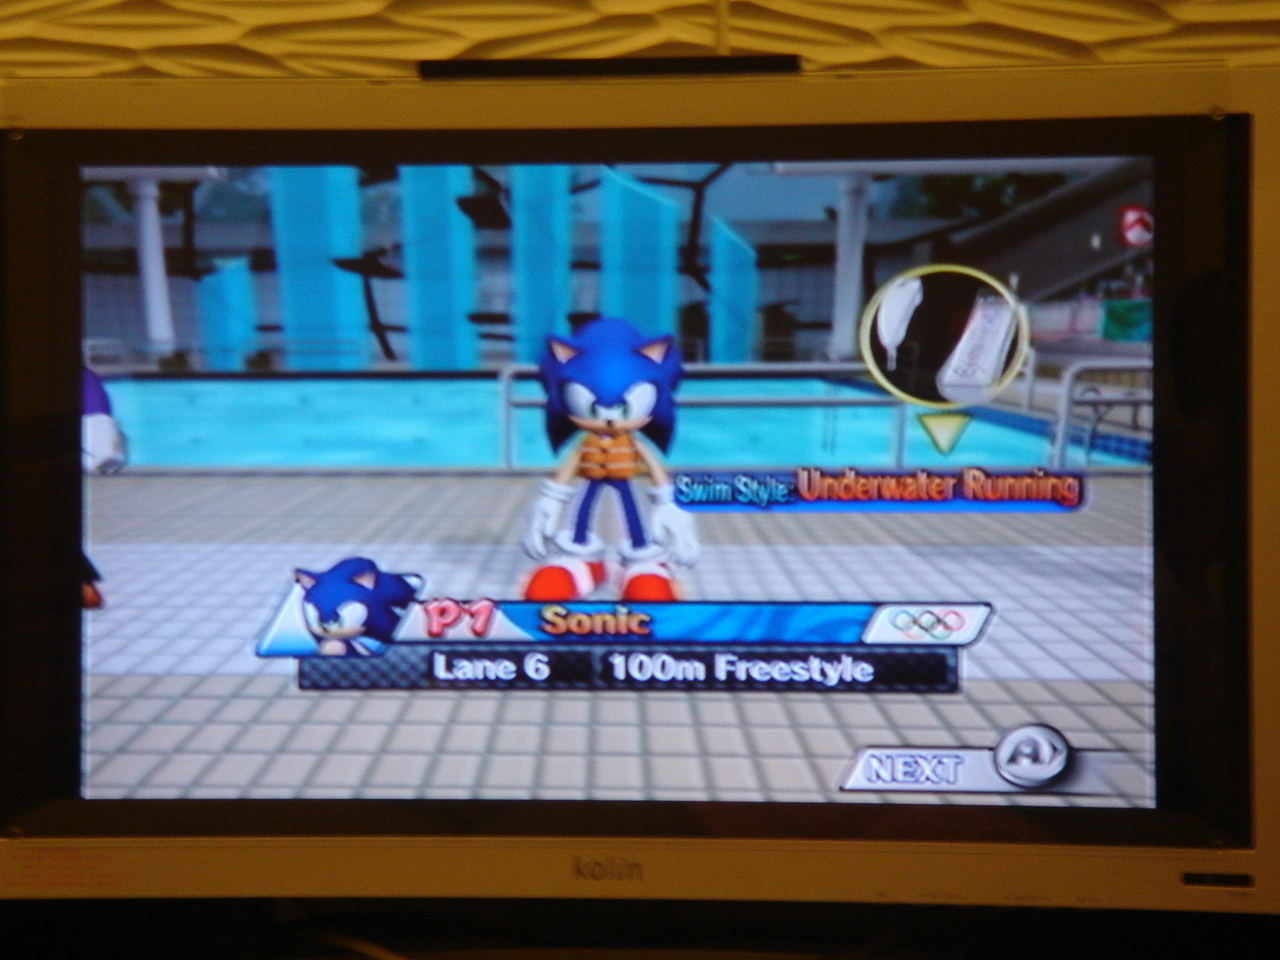 Swim Style: Underwater Running
P1 Sonic
Lane 6 100m Freestyle
NEXT A
kolin